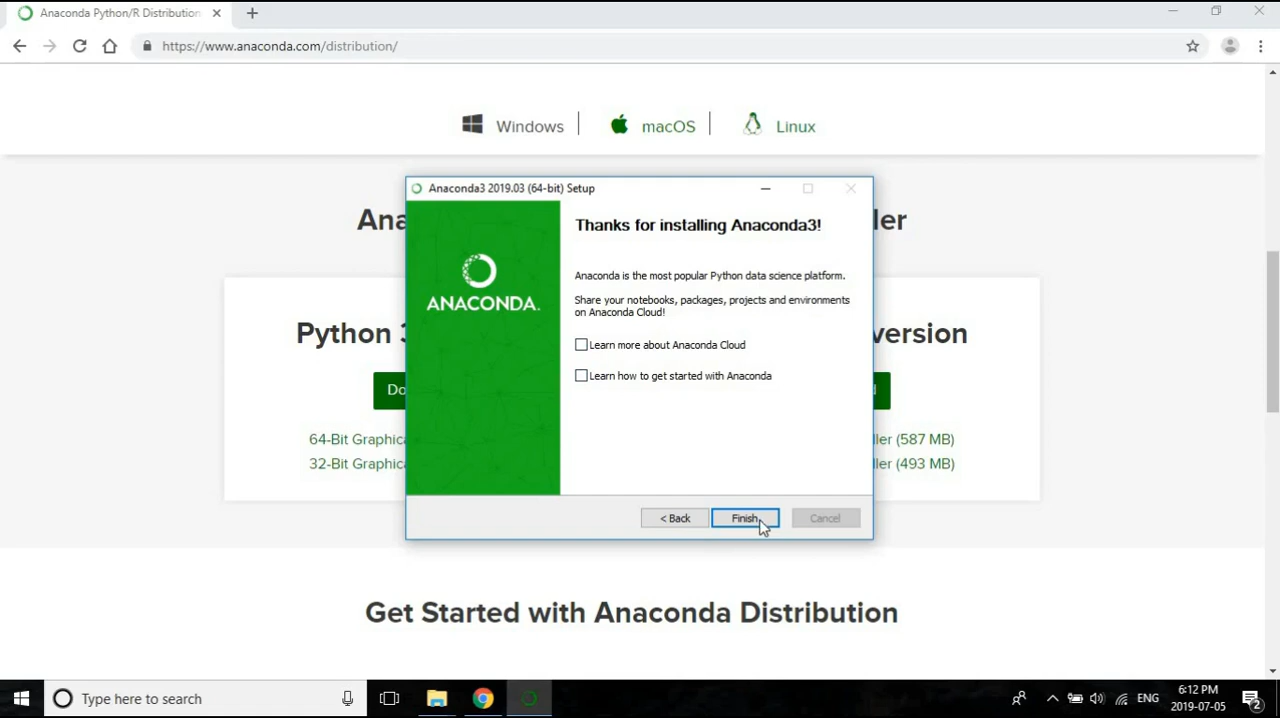 Anaconda Python/R Distribution
https://www.anaconda.com/distribution/
Windows
macOS
Linux
Ana
ler
Anaconda3 2019.03 (64-bit) Setup
ANACONDA.
Thanks for installing Anaconda3!
Anaconda is the most popular Python data science platform.
Share your notebooks, packages, projects and environments
on Anaconda Cloud!
Learn more about Anaconda Cloud
Learn how to get started with Anaconda
Python 3
version
Do
64-Bit Graphica
ller (587 MB)
32-Bit Graphica
ller (493 MB)
< Back
Finish
Cancel
Get Started with Anaconda Distribution
Type here to search
ENG
6:12 PM
2019-07-05
2